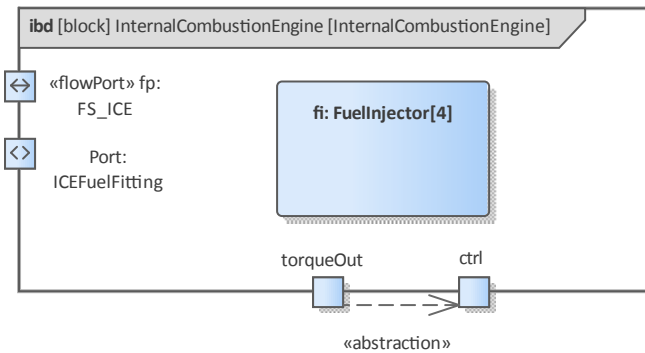 ibd [block] InternalCombustionEngine [InternalCombustionEngine]
«flowPort» fp:
FS_ICE
fi: FuelInjector[4]
Port:
ICEFuelFitting
torqueOut
ctrl
«abstraction»